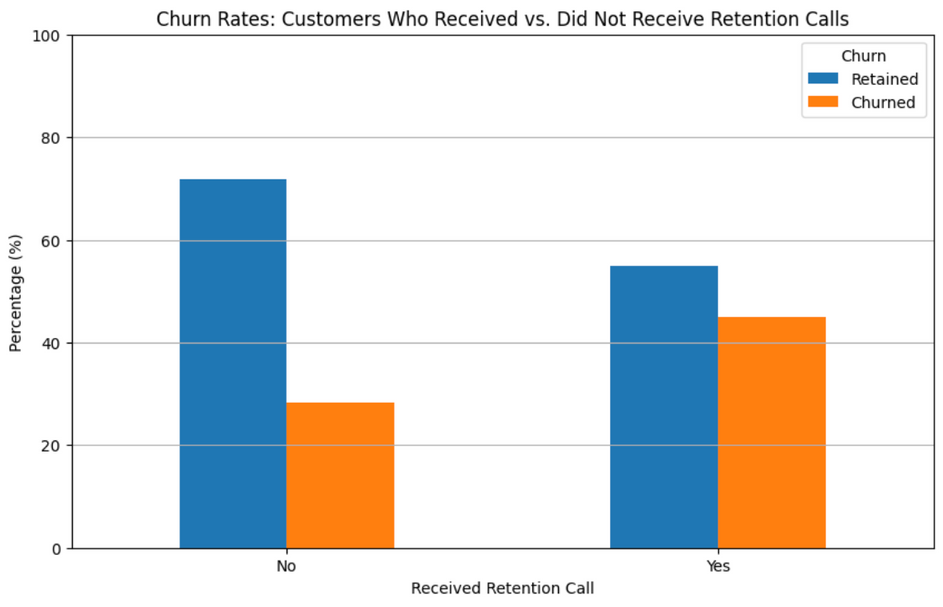 Churn Rates: Customers Who Received vs. Did Not Receive Retention Calls
100
80
60
40
20
0
Percentage (%)
Churn
Retained
Churned
No
Yes
Received Retention Call